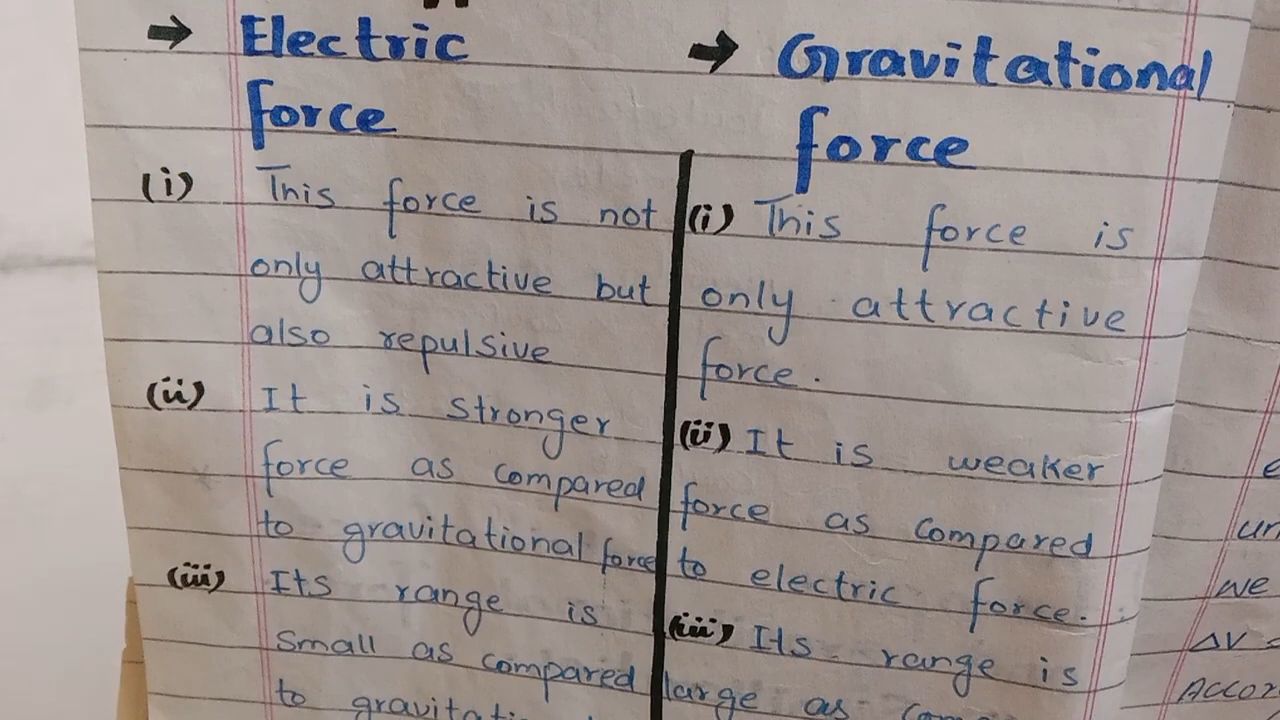 → Electric
force
(i) This force is not
only attractive but
also repulsive
(ii) It is stronger
force as compared
to gravitational force
(iii) Its range is
small as compared
to
→ Gravitational
force
(i) This force is
only attractive
force.
(ii) It is weaker
force as compared
to electric force.
(iii) Its range is
large as
we
ΔV